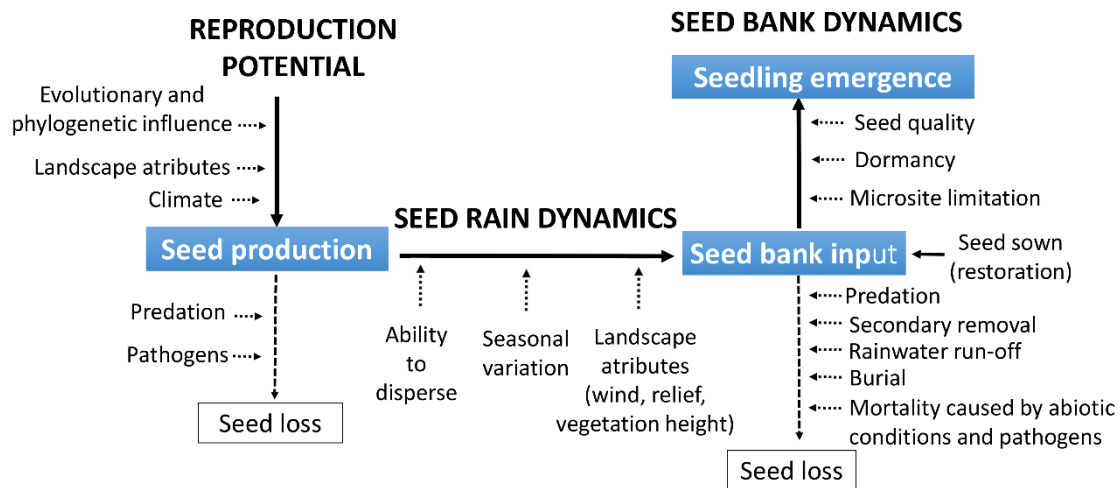 REPRODUCTION
POTENTIAL
Evolutionary and
phylogenetic influence
Landscape atributes
Climate
Seed production
Predation
Pathogens
Seed loss
SEED RAIN DYNAMICS
Ability
to
disperse
Seasonal
variation
Landscape
atributes
(wind, relief,
vegetation height)
SEED BANK DYNAMICS
Seedling emergence
Seed quality
Dormancy
Microsite limitation
Seed bank input
Seed sown
(restoration)
Predation
Secondary removal
Rainwater run-off
Burial
Mortality caused by abiotic
conditions and pathogens
Seed loss